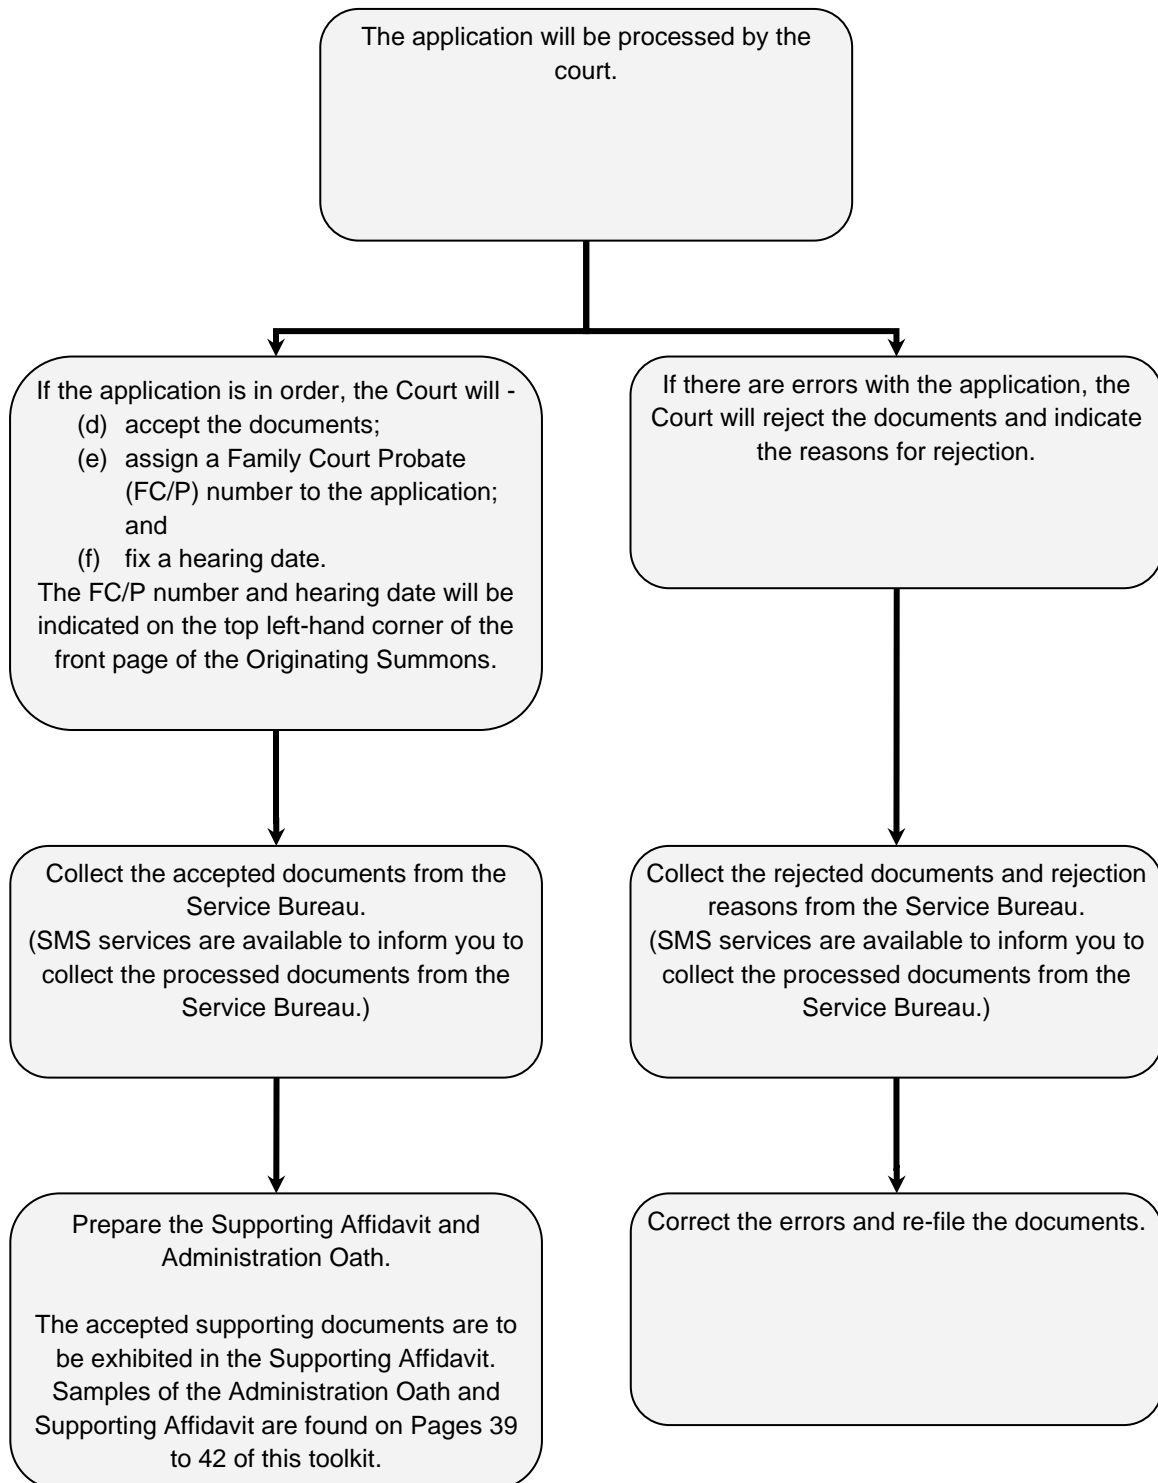 The application will be processed by the
court.
If the application is in order, the Court will -
(d) accept the documents;
(e) assign a Family Court Probate
(FC/P) number to the application;
and
(f) fix a hearing date.
The FC/P number and hearing date will be
indicated on the top left-hand corner of the
front page of the Originating Summons.
If there are errors with the application, the
Court will reject the documents and indicate
the reasons for rejection.
Collect the accepted documents from the
Service Bureau.
(SMS services are available to inform you to
collect the processed documents from the
Service Bureau.)
Collect the rejected documents and rejection
reasons from the Service Bureau.
(SMS services are available to inform you to
collect the processed documents from the
Service Bureau.)
Prepare the Supporting Affidavit and
Administration Oath.
The accepted supporting documents are to
be exhibited in the Supporting Affidavit.
Samples of the Administration Oath and
Supporting Affidavit are found on Pages 39
to 42 of this toolkit.
Correct the errors and re-file the documents.